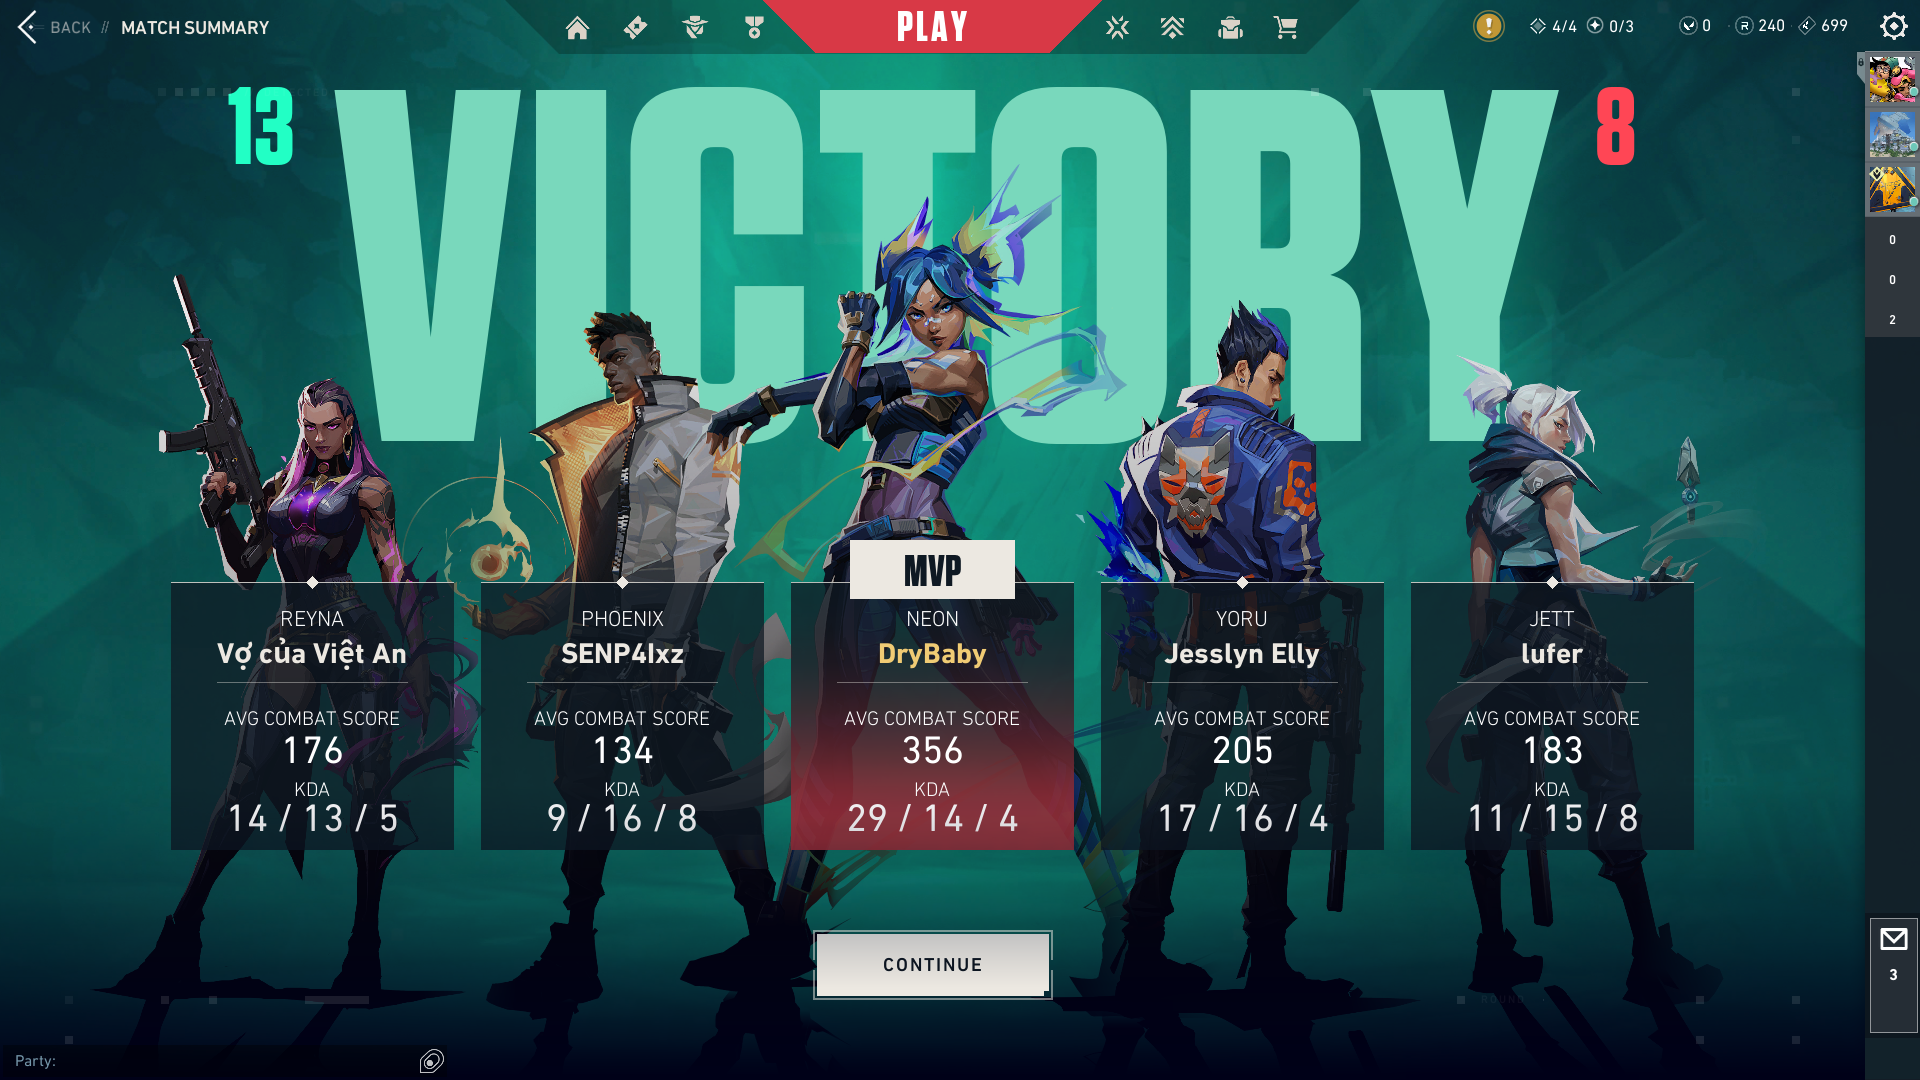 BACK // MATCH SUMMARY
PLAY
4/4 0/3 0 240 699
13 VICTORY 8
0
0
2
MVP
REYNA
Vợ của Việt An
AVG COMBAT SCORE
176
KDA
14 / 13 / 5
PHOENIX
SENP4Ixz
AVG COMBAT SCORE
134
KDA
9 / 16 / 8
NEON
DryBaby
AVG COMBAT SCORE
356
KDA
29 / 14 / 4
YORU
Jesslyn Elly
AVG COMBAT SCORE
205
KDA
17 / 16 / 4
JETT
lufer
AVG COMBAT SCORE
183
KDA
11 / 15 / 8
CONTINUE
3
Party: